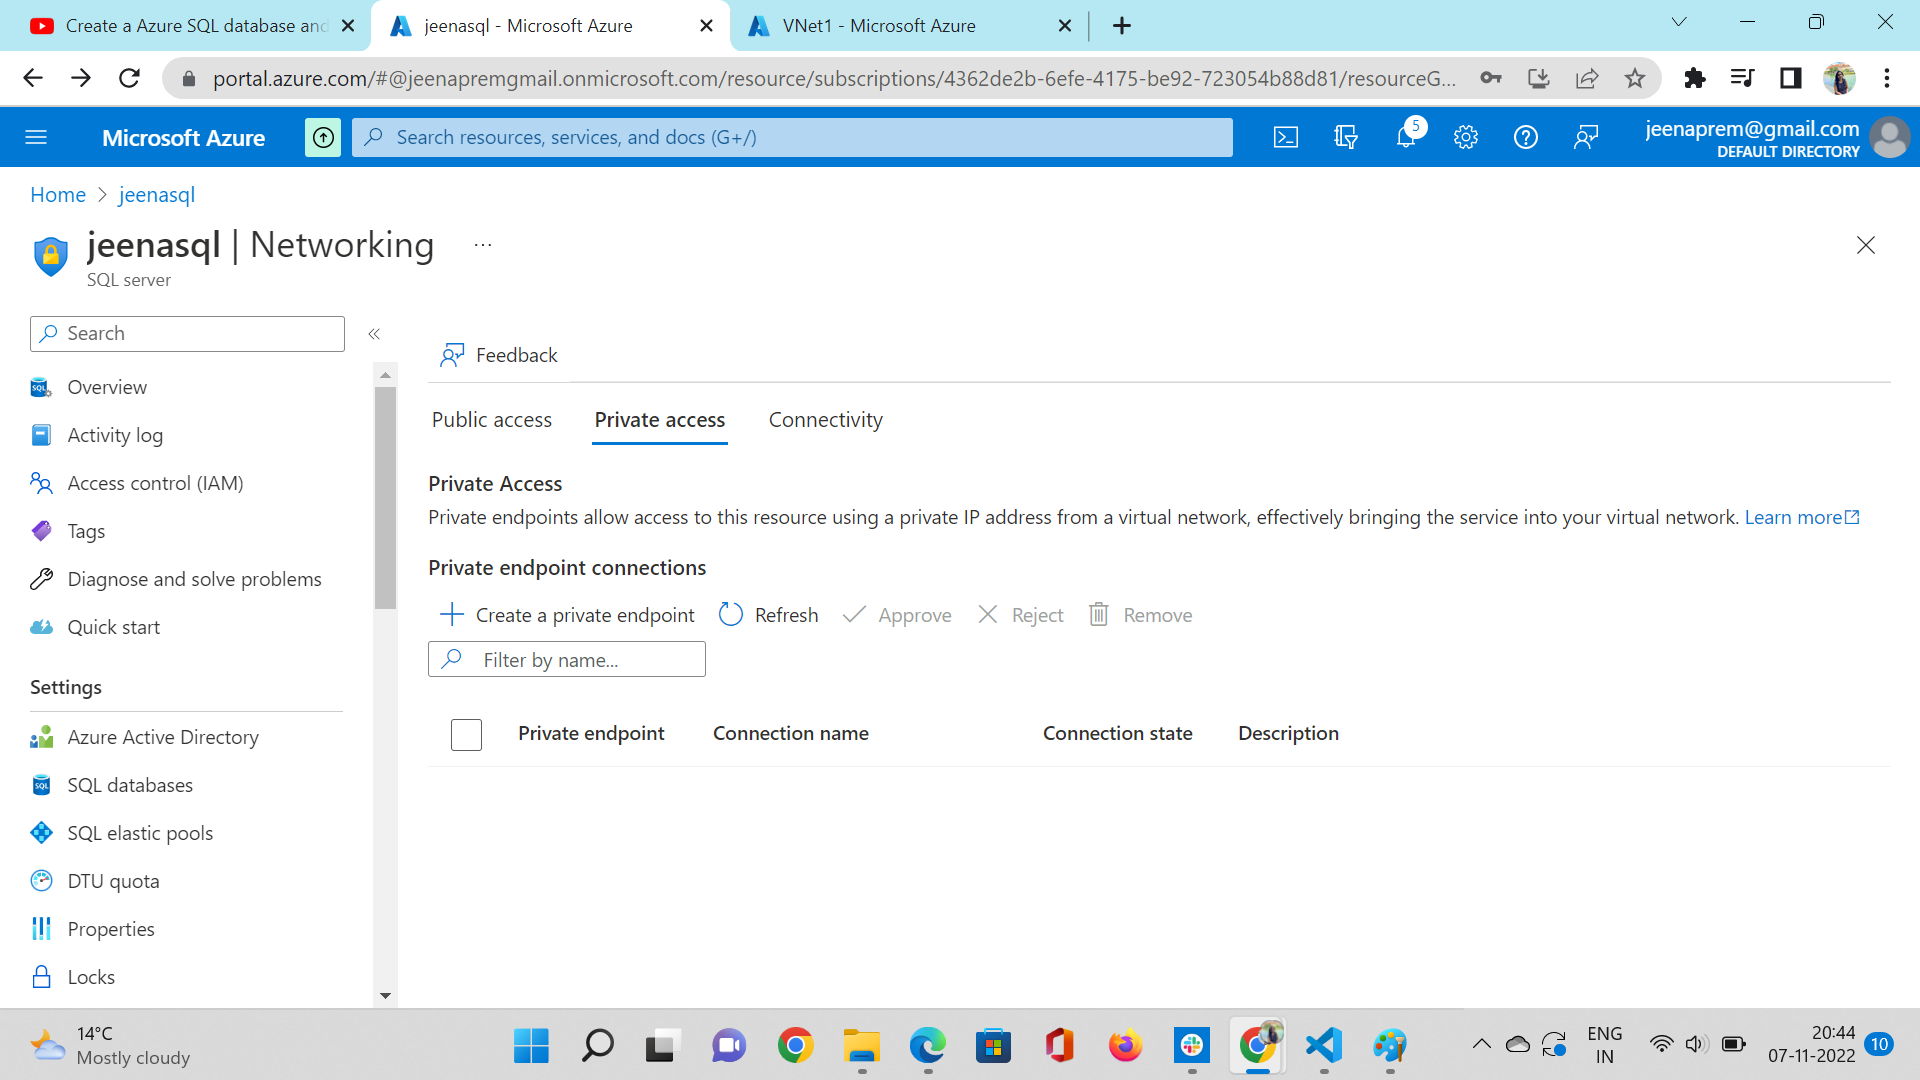 Create a Azure SQL database and
jeenasql - Microsoft Azure
VNet1 - Microsoft Azure
portal.azure.com/#@jeenapremgmail.onmicrosoft.com/resource/subscriptions/4362de2b-6efe-4175-be92-723054b88d81/resourceG...
Microsoft Azure
Search resources, services, and docs (G+/)
5
jeenaprem@gmail.com
DEFAULT DIRECTORY
Home > jeenasql
jeenasql | Networking ...
SQL server
Search
«
Overview
Activity log
Access control (IAM)
Tags
Diagnose and solve problems
Quick start
Settings
Azure Active Directory
SQL databases
SQL elastic pools
DTU quota
Properties
Locks
Feedback
Public access
Private access
Connectivity
Private Access
Private endpoints allow access to this resource using a private IP address from a virtual network, effectively bringing the service into your virtual network. Learn more
Private endpoint connections
Create a private endpoint
Refresh
Approve
Reject
Remove
Filter by name...
Private endpoint
Connection name
Connection state
Description
14°C
Mostly cloudy
ENG
IN
20:44
07-11-2022
10